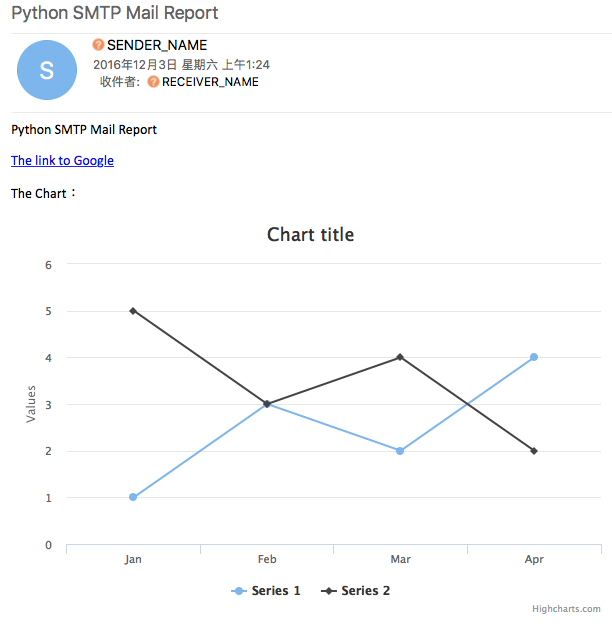 Python SMTP Mail Report
S
SENDER_NAME
2016年12月3日 星期六 上午1:24
收件者: RECEIVER_NAME
Python SMTP Mail Report
The link to Google
The Chart：
Chart title
6
5
4
3
2
1
0
Values
Jan Feb Mar Apr
Series 1 Series 2
Highcharts.com